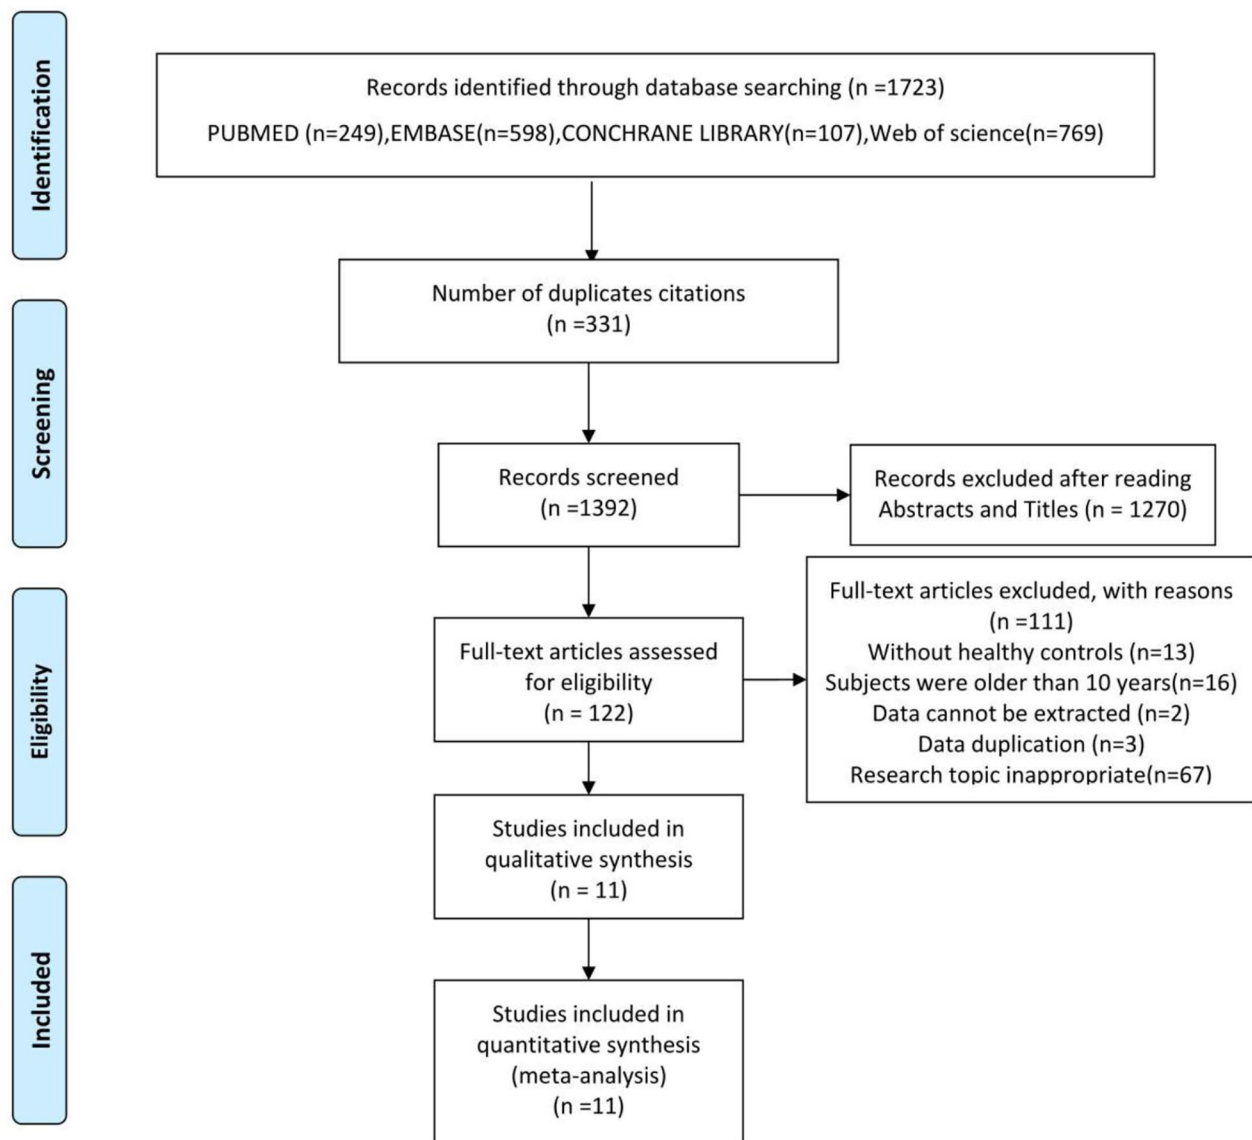 Identification
Records identified through database searching (n =1723)
PUBMED (n=249),EMBASE(n=598),CONCHRANE LIBRARY(n=107),Web of science(n=769)
Number of duplicates citations
(n =331)
Screening
Records screened
(n =1392)
Records excluded after reading
Abstracts and Titles (n = 1270)
Eligibility
Full-text articles assessed
for eligibility
(n = 122)
Full-text articles excluded, with reasons
(n =111)
Without healthy controls (n=13)
Subjects were older than 10 years(n=16)
Data cannot be extracted (n=2)
Data duplication (n=3)
Research topic inappropriate(n=67)
Studies included in
qualitative synthesis
(n = 11)
Included
Studies included in
quantitative synthesis
(meta-analysis)
(n =11)